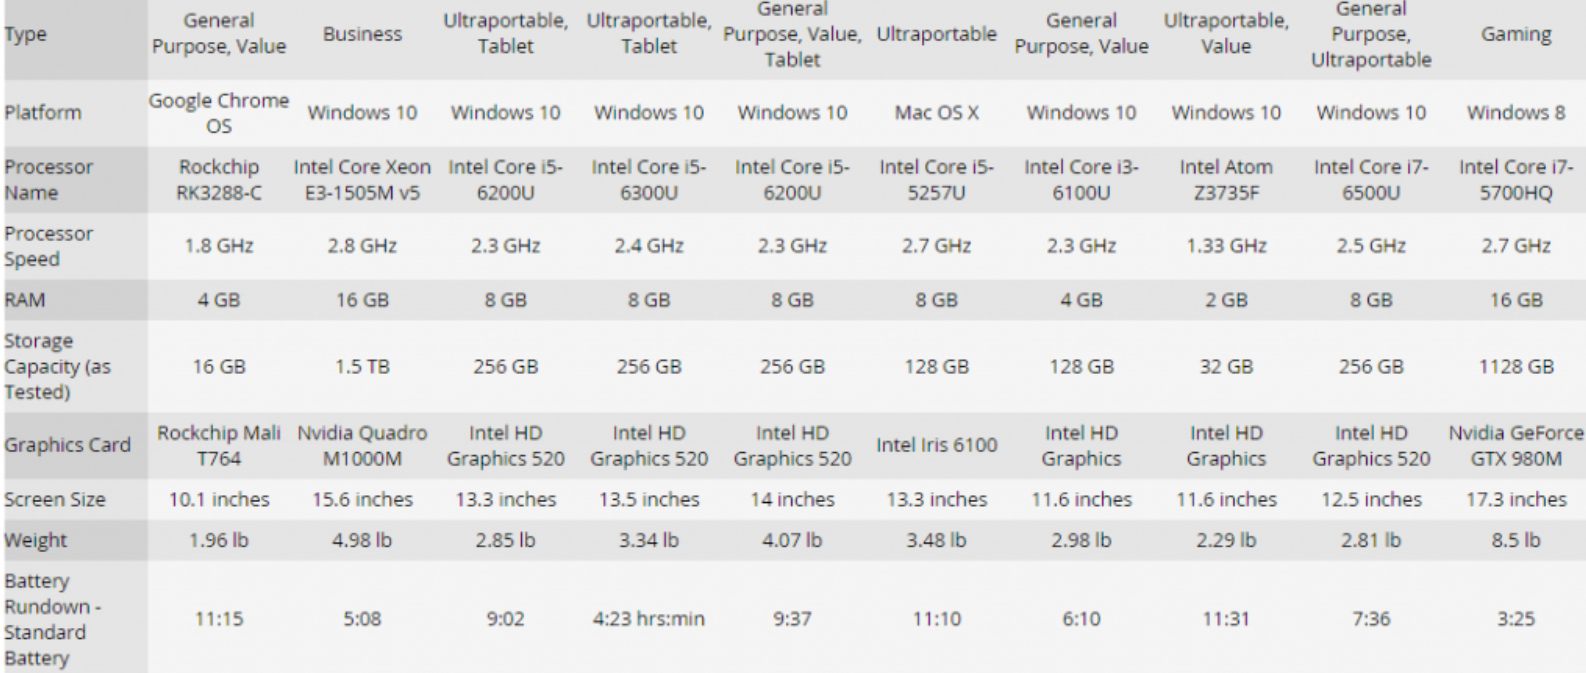 Type General Purpose, Value Business Ultraportable, Tablet Ultraportable, Tablet General Purpose, Value, Tablet Ultraportable General Purpose, Value Ultraportable, Value General Purpose, Ultraportable Gaming
Platform Google Chrome OS Windows 10 Windows 10 Windows 10 Windows 10 Mac OS X Windows 10 Windows 10 Windows 10 Windows 8
Processor Name Rockchip RK3288-C Intel Core Xeon E3-1505M v5 Intel Core i5-6200U Intel Core i5-6300U Intel Core i5-6200U Intel Core i5-5257U Intel Core i3-6100U Intel Atom Z3735F Intel Core i7-6500U Intel Core i7-5700HQ
Processor Speed 1.8 GHz 2.8 GHz 2.3 GHz 2.4 GHz 2.3 GHz 2.7 GHz 2.3 GHz 1.33 GHz 2.5 GHz 2.7 GHz
RAM 4 GB 16 GB 8 GB 8 GB 8 GB 8 GB 4 GB 2 GB 8 GB 16 GB
Storage Capacity (as Tested) 16 GB 1.5 TB 256 GB 256 GB 256 GB 128 GB 128 GB 32 GB 256 GB 1128 GB
Graphics Card Rockchip Mali T764 Nvidia Quadro M1000M Intel HD Graphics 520 Intel HD Graphics 520 Intel HD Graphics 520 Intel Iris 6100 Intel HD Graphics Intel HD Graphics Intel HD Graphics 520 Nvidia GeForce GTX 980M
Screen Size 10.1 inches 15.6 inches 13.3 inches 13.5 inches 14 inches 13.3 inches 11.6 inches 11.6 inches 12.5 inches 17.3 inches
Weight 1.96 lb 4.98 lb 2.85 lb 3.34 lb 4.07 lb 3.48 lb 2.98 lb 2.29 lb 2.81 lb 8.5 lb
Battery Rundown - Standard Battery 11:15 5:08 9:02 4:23 hrs:min 9:37 11:10 6:10 11:31 7:36 3:25